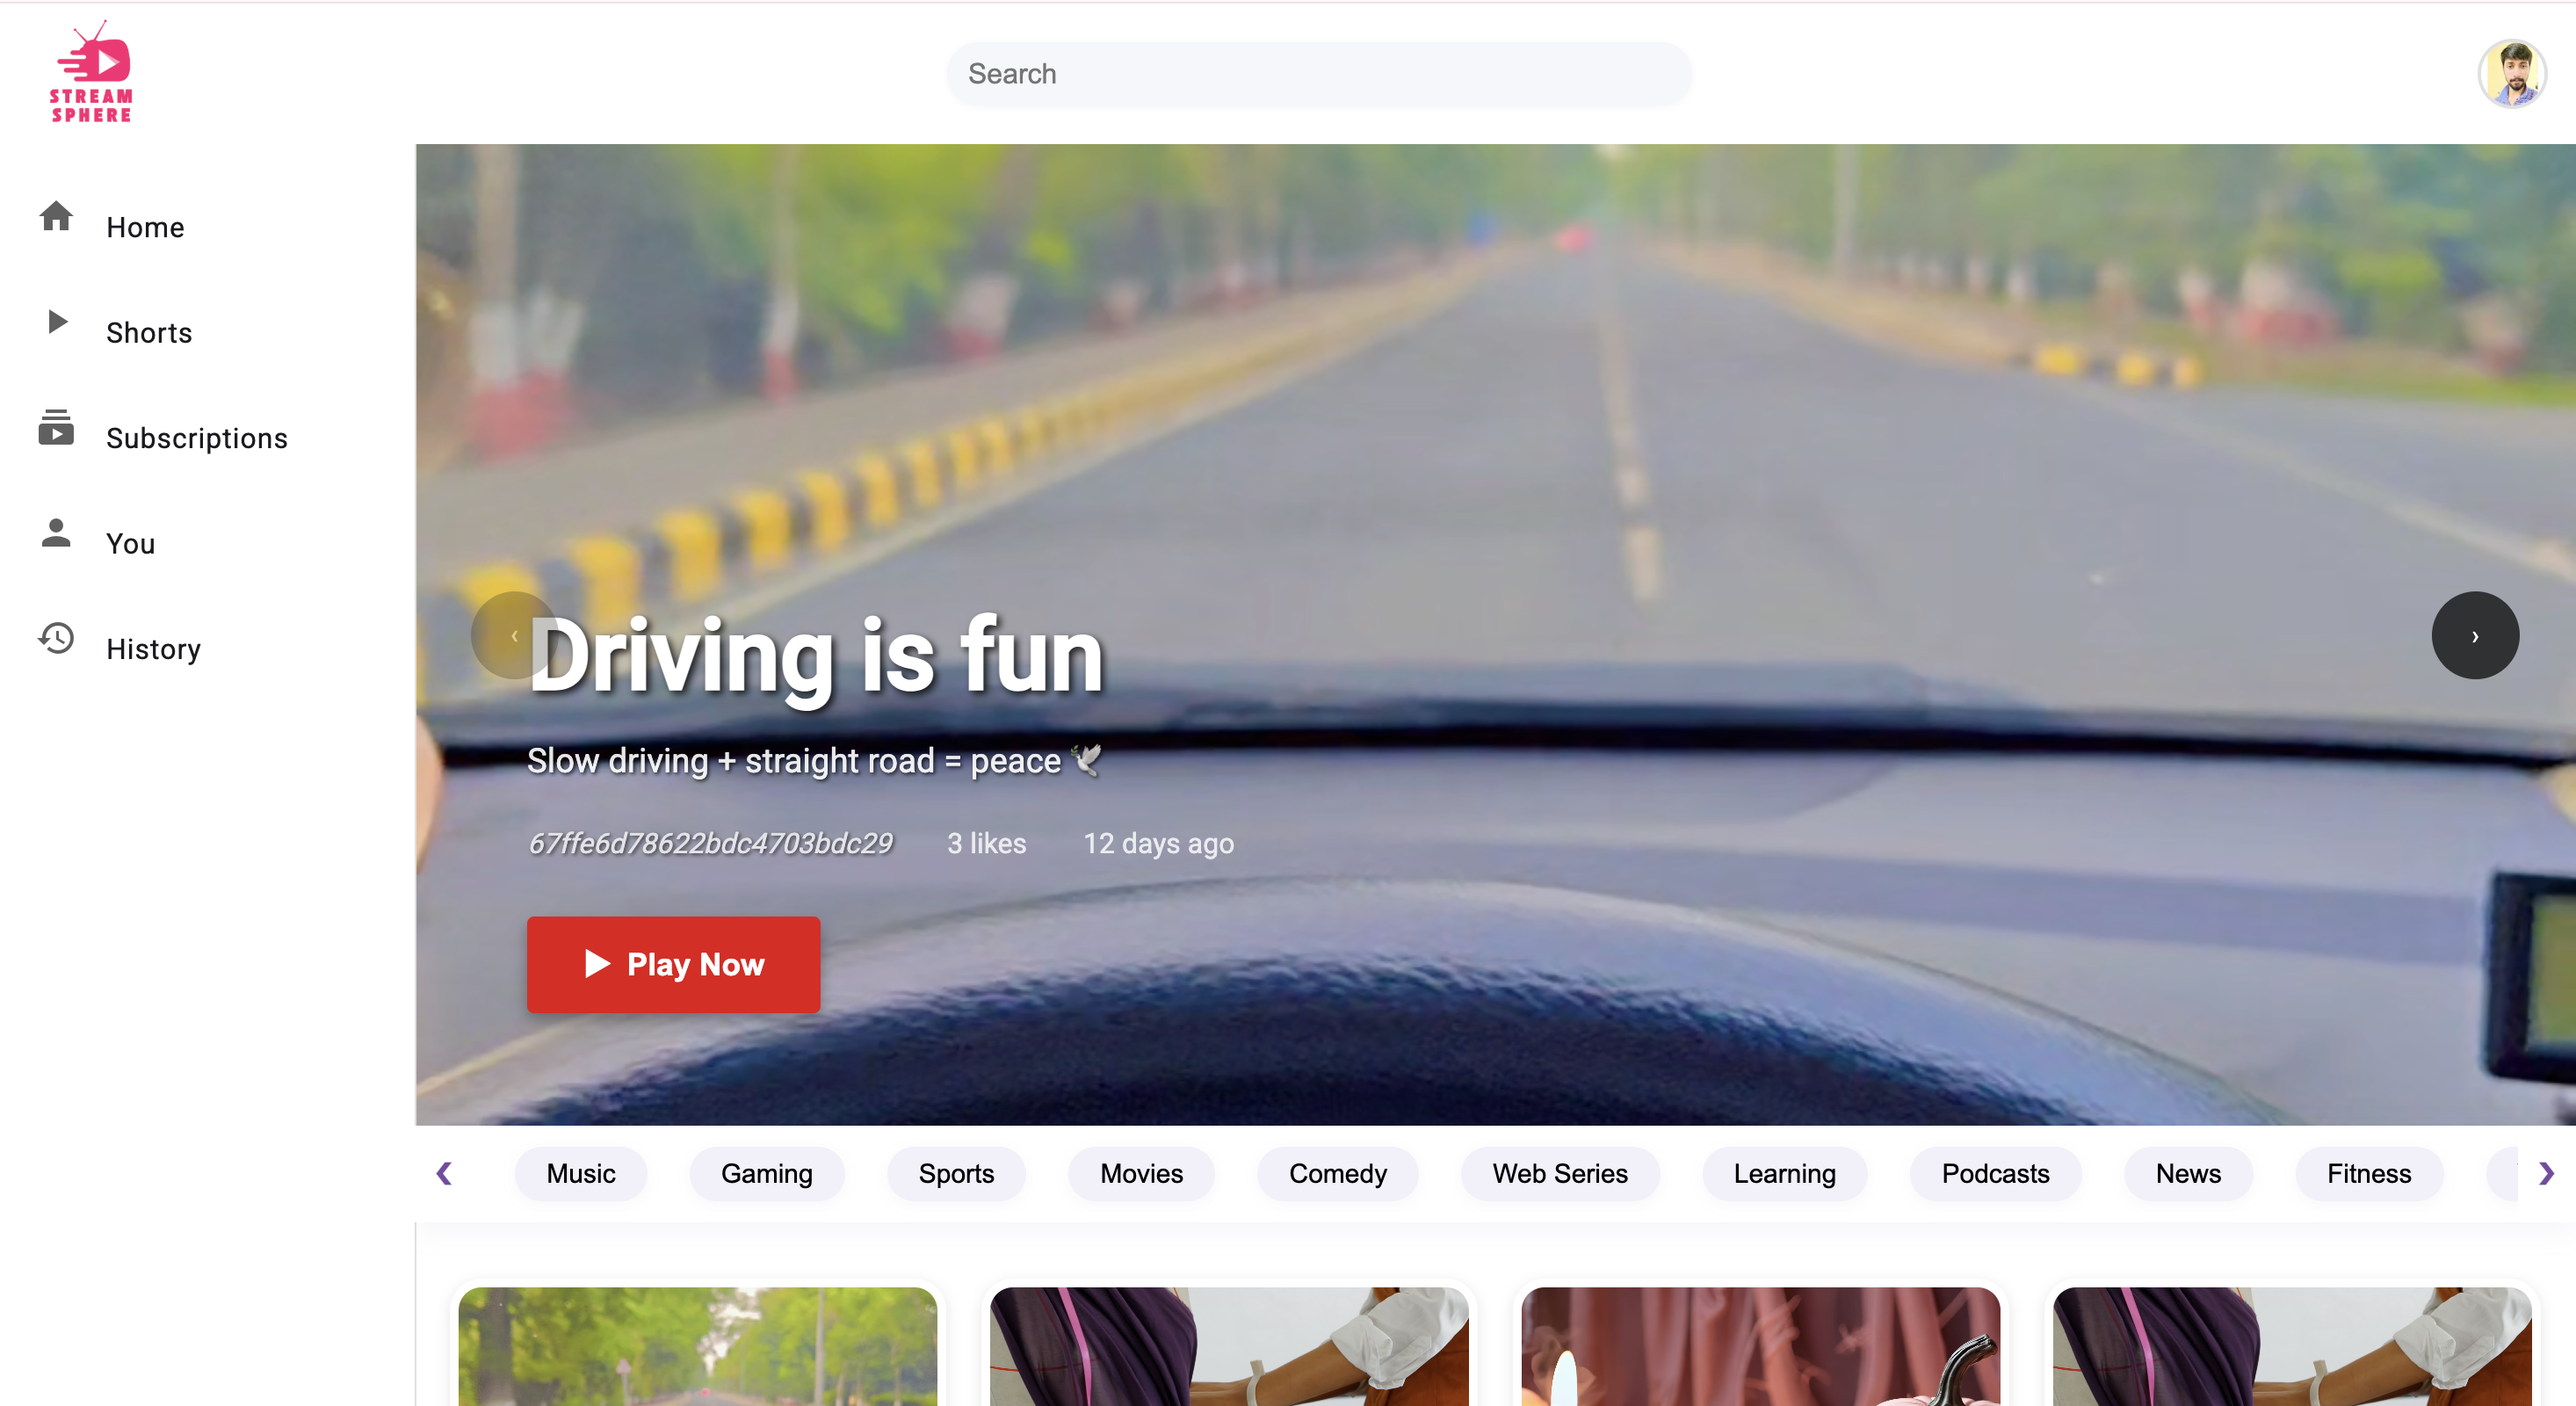 STREAM
SPHERE
Search
Home
Shorts
Subscriptions
You
History
‹
›
Driving is fun
Slow driving + straight road = peace 🕊️
67ffe6d78622bdc4703bdc29 3 likes 12 days ago
▶ Play Now
❮ Music Gaming Sports Movies Comedy Web Series Learning Podcasts News Fitness ❯